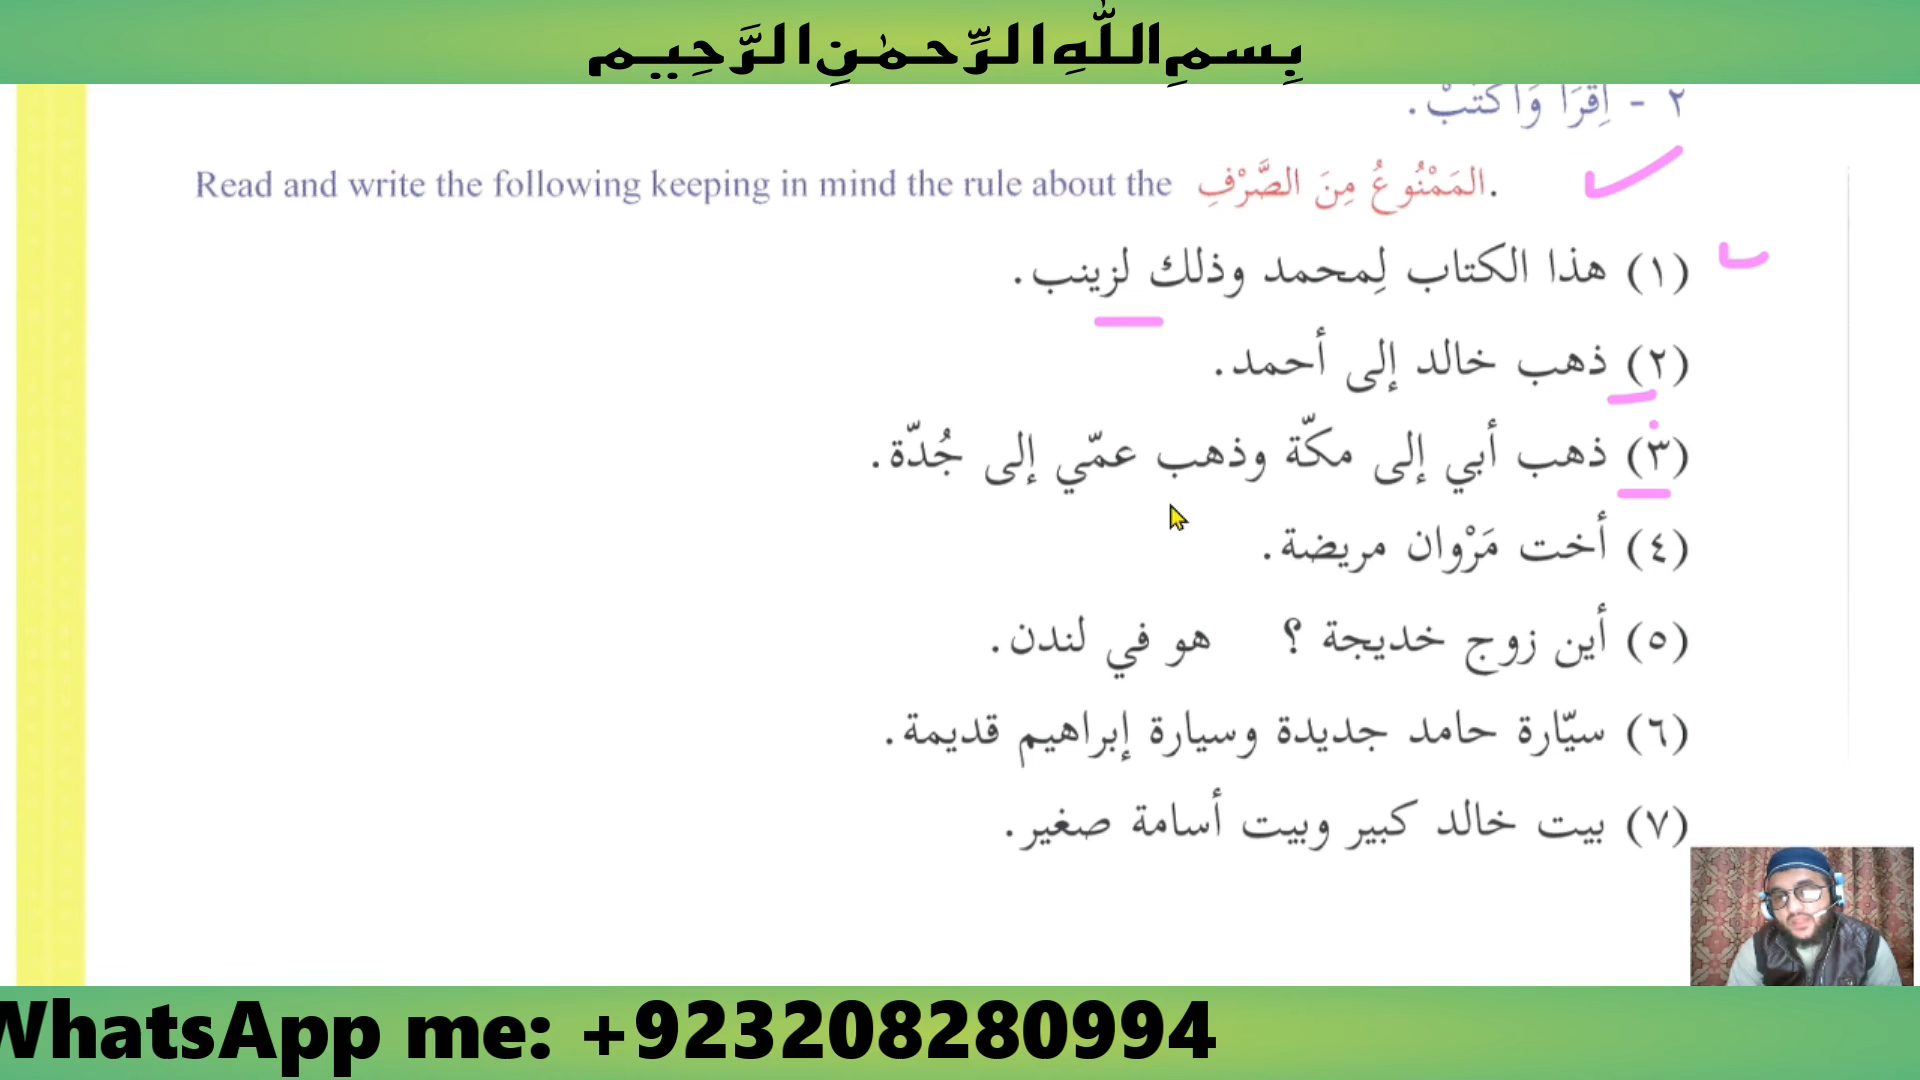 بِسمِ اللّٰهِ الرَّحمٰنِ الرَّحِيم
٢ - اِقْرَأْ وَاكْتُبْ .
Read and write the following keeping in mind the rule about the المَمْنُوعُ مِنَ الصَّرْفِ.
(١) هذا الكتاب لِمحمد وذلك لزينب .
(٢) ذهب خالد إلى أحمد .
(٣) ذهب أبي إلى مكّة وذهب عمّي إلى جُدّة .
(٤) أخت مَرْوان مريضة .
(٥) أين زوج خديجة ؟ هو في لندن .
(٦) سيّارة حامد جديدة وسيارة إبراهيم قديمة .
(٧) بيت خالد كبير وبيت أسامة صغير .
WhatsApp me: +923208280994